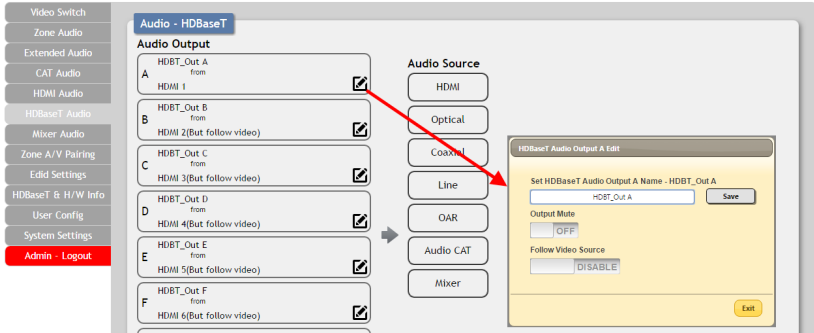 Video Switch
Zone Audio
Extended Audio
CAT Audio
HDMI Audio
HDBaseT Audio
Mixer Audio
Zone A/V Pairing
Edid Settings
HDBaseT & H/W Info
User Config
System Settings
Admin - Logout
Audio - HDBaseT
Audio Output
HDBT_Out A
from
A
HDMI 1
HDBT_Out B
from
B
HDMI 2(But follow video)
HDBT_Out C
from
C
HDMI 3(But follow video)
HDBT_Out D
from
D
HDMI 4(But follow video)
HDBT_Out E
from
E
HDMI 5(But follow video)
HDBT_Out F
from
F
HDMI 6(But follow video)
Audio Source
HDMI
Optical
Coaxial
Line
OAR
Audio CAT
Mixer
HDBaseT Audio Output A Edit
Set HDBaseT Audio Output A Name - HDBT_Out A
HDBT_Out A
Save
Output Mute
OFF
Follow Video Source
DISABLE
Exit